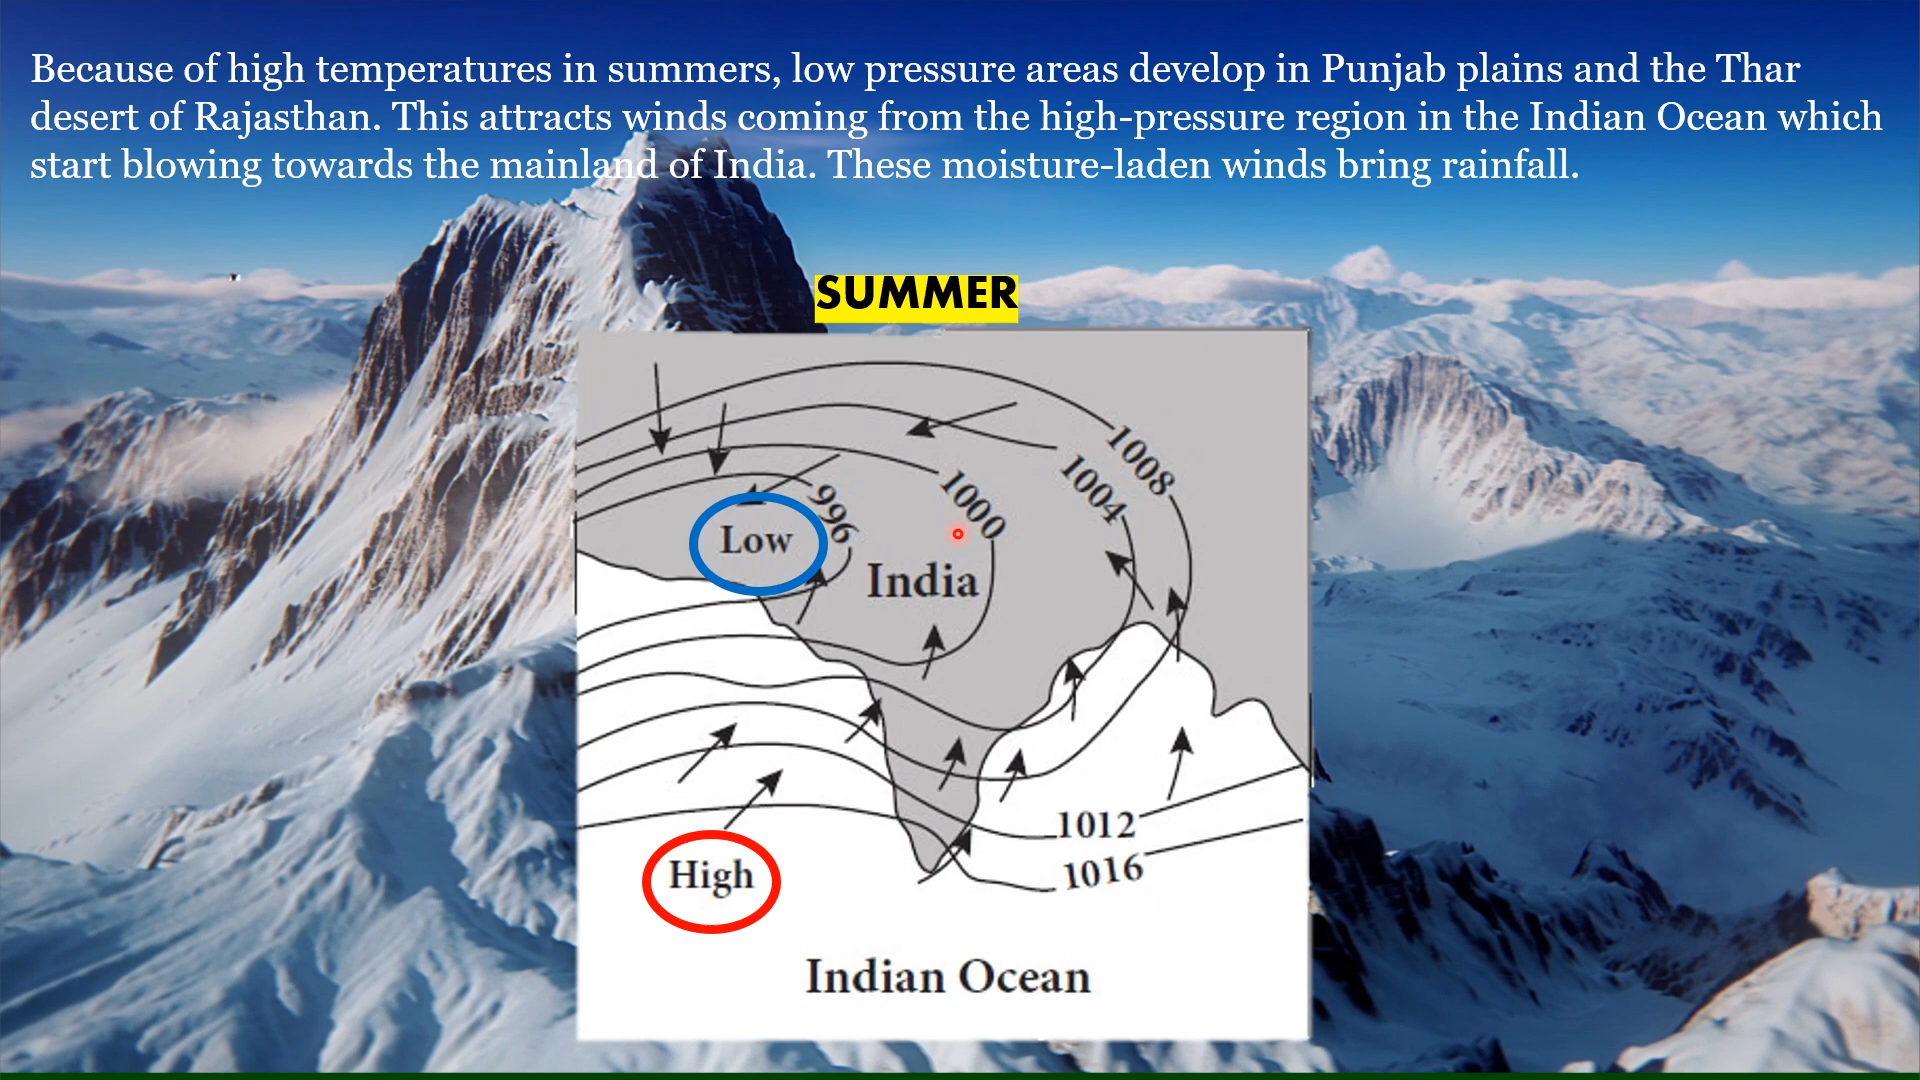 Because of high temperatures in summers, low pressure areas develop in Punjab plains and the Thar
desert of Rajasthan. This attracts winds coming from the high-pressure region in the Indian Ocean which
start blowing towards the mainland of India. These moisture-laden winds bring rainfall.
SUMMER
1008
1004
1000
996
Low
India
1012
1016
High
Indian Ocean